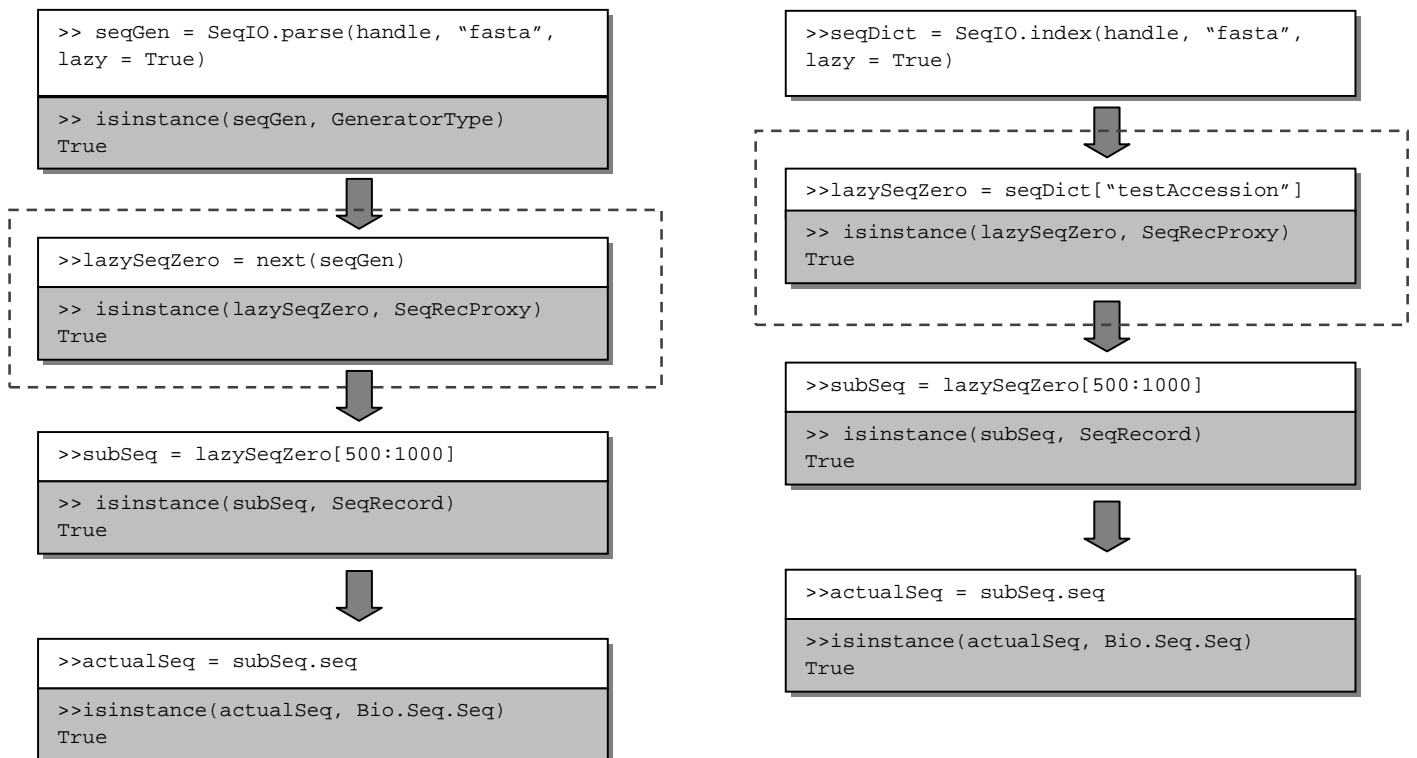 >> seqGen = SeqIO.parse(handle, “fasta”,
lazy = True)
>> isinstance(seqGen, GeneratorType)
True
>>lazySeqZero = next(seqGen)
>> isinstance(lazySeqZero, SeqRecProxy)
True
>>subSeq = lazySeqZero[500:1000]
>> isinstance(subSeq, SeqRecord)
True
>>actualSeq = subSeq.seq
>>isinstance(actualSeq, Bio.Seq.Seq)
True
>>seqDict = SeqIO.index(handle, “fasta”,
lazy = True)
>>lazySeqZero = seqDict[“testAccession”]
>> isinstance(lazySeqZero, SeqRecProxy)
True
>>subSeq = lazySeqZero[500:1000]
>> isinstance(subSeq, SeqRecord)
True
>>actualSeq = subSeq.seq
>>isinstance(actualSeq, Bio.Seq.Seq)
True